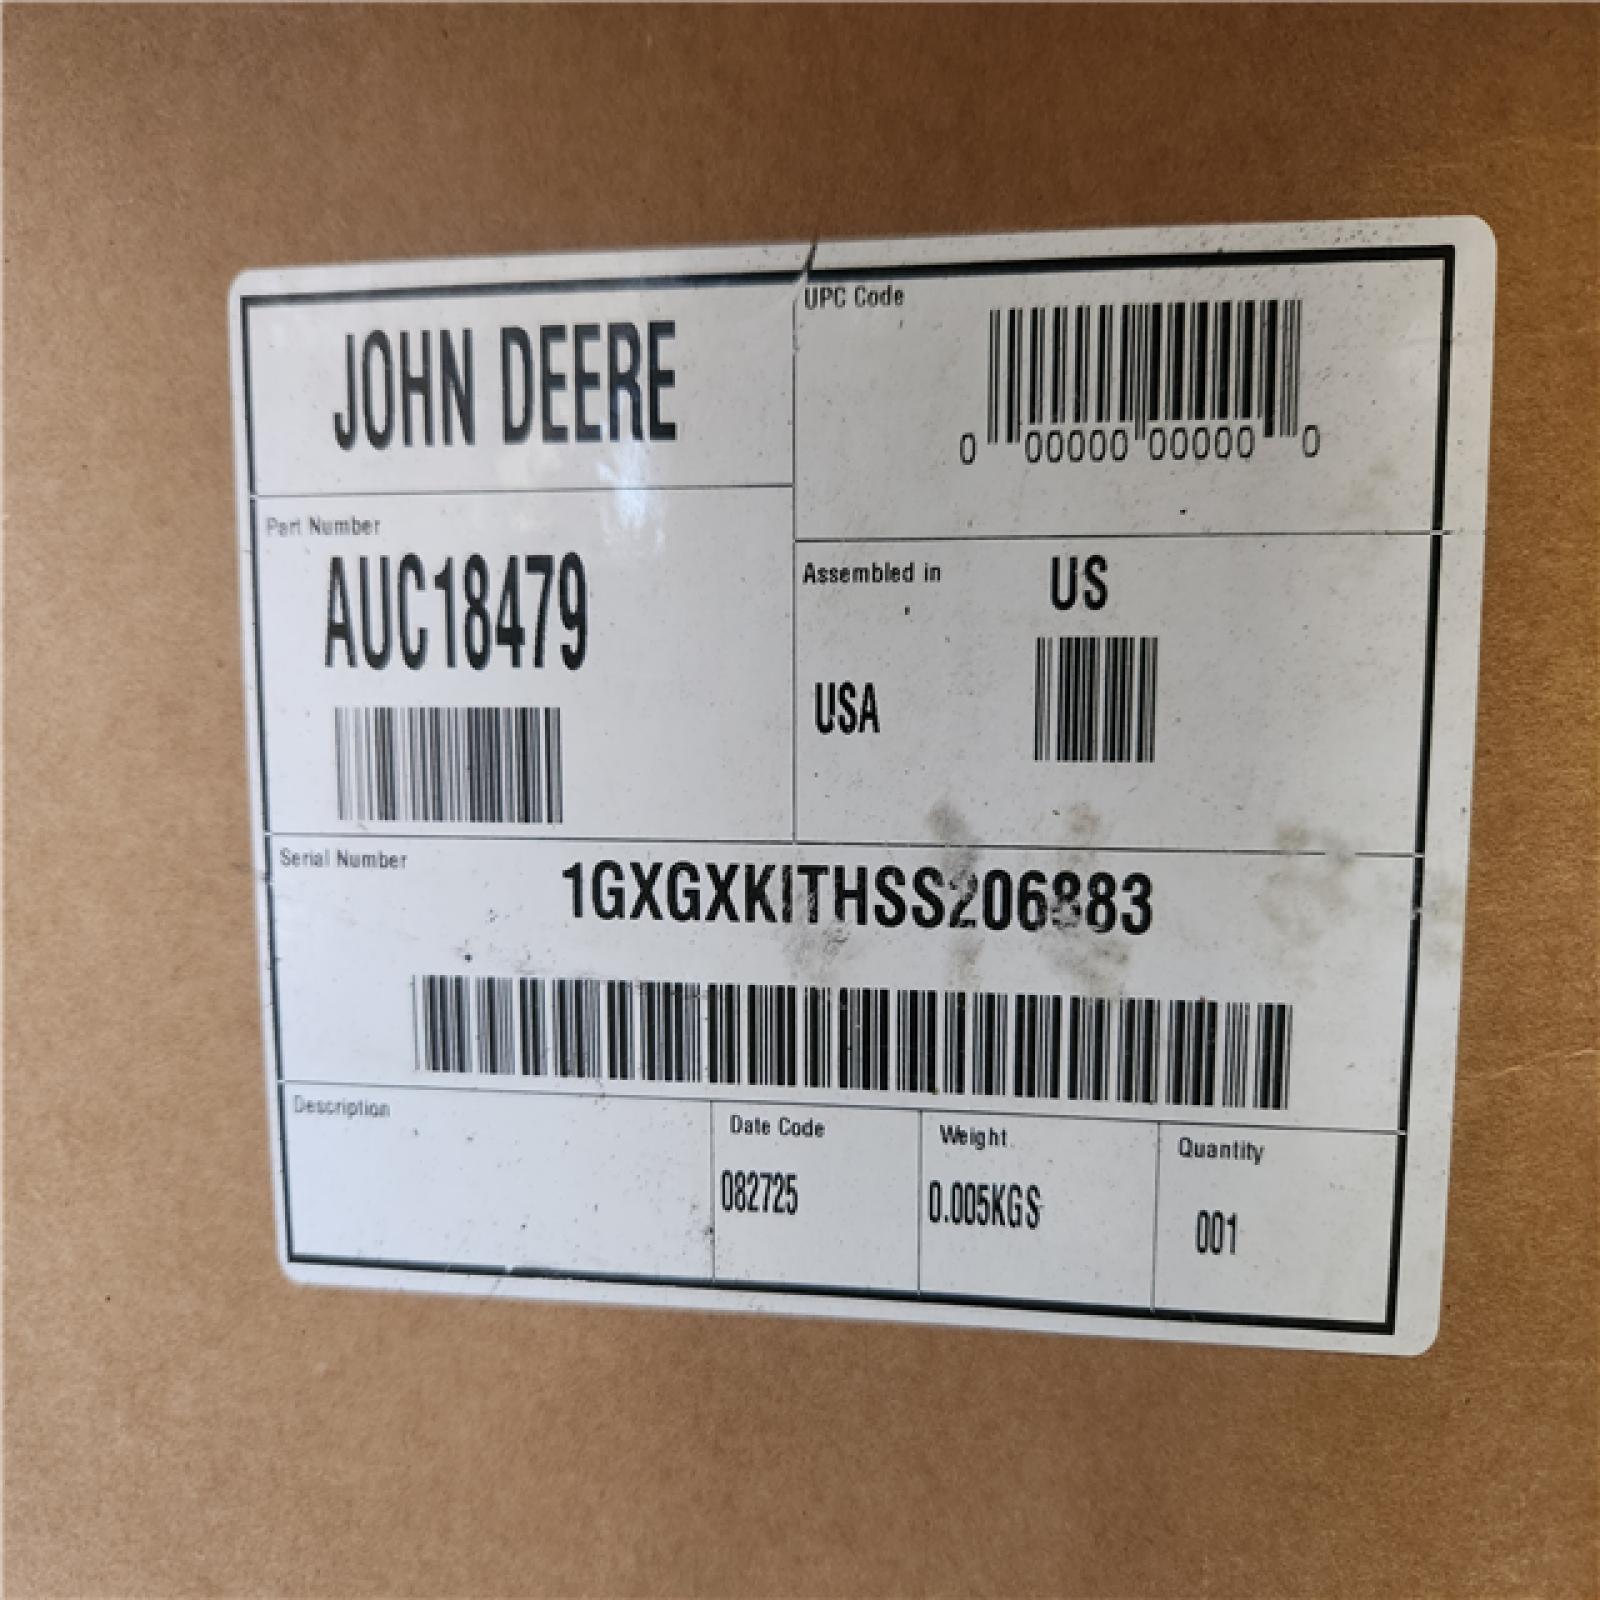 JOHN DEERE
UPC Code
0 00000 00000 0
Part Number
AUC18479
Assembled in
US
USA
Serial Number
1GXGXKITHSS206883
Description
Date Code
082725
Weight
0.005KGS
Quantity
001